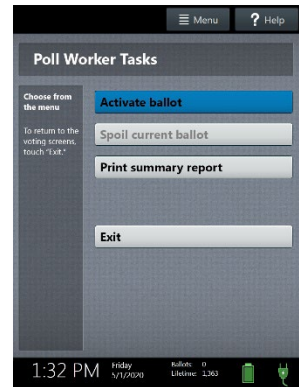 Menu
? Help
Poll Worker Tasks
Choose from
the menu
To return to the
voting screens,
touch "Exit."
Activate ballot
Spoil current ballot
Print summary report
Exit
1:32 PM
Friday
5/1/2020
Ballots: 0
Lifetime: 1,363